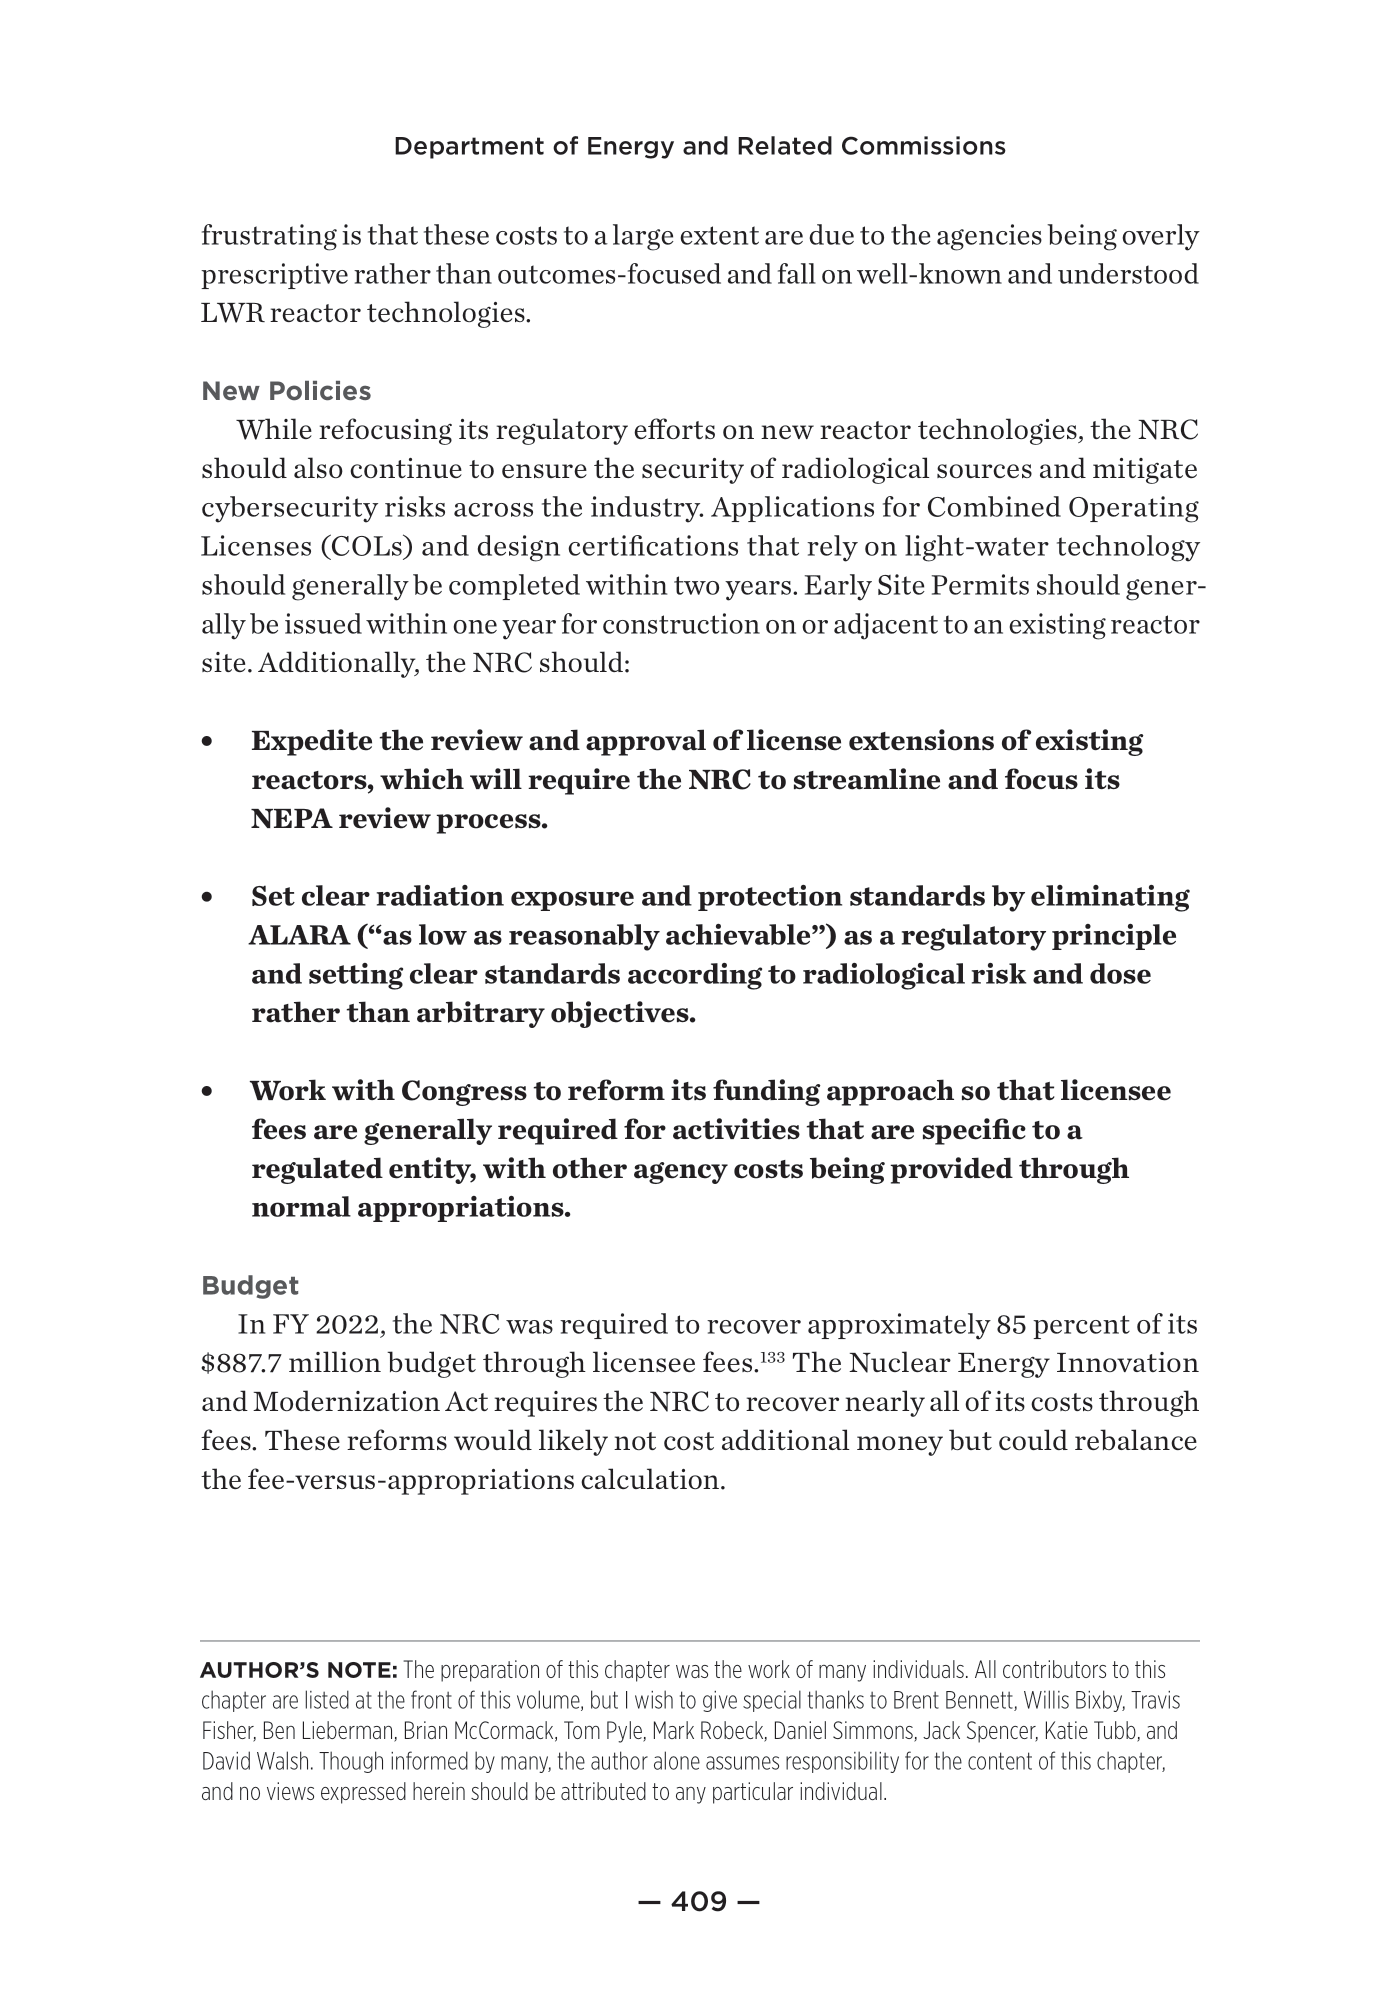 Department of Energy and Related Commissions
frustrating is that these costs to a large extent are due to the agencies being overly
prescriptive rather than outcomes-focused and fall on well-known and understood
LWR reactor technologies.
New Policies
While refocusing its regulatory efforts on new reactor technologies, the NRC
should also continue to ensure the security of radiological sources and mitigate
cybersecurity risks across the industry. Applications for Combined Operating
Licenses (COLs) and design certifications that rely on light-water technology
should generally be completed within two years. Early Site Permits should gener-
ally be issued within one year for construction on or adjacent to an existing reactor
site. Additionally, the NRC should:
• Expedite the review and approval of license extensions of existing
reactors, which will require the NRC to streamline and focus its
NEPA review process.
• Set clear radiation exposure and protection standards by eliminating
ALARA (“as low as reasonably achievable”) as a regulatory principle
and setting clear standards according to radiological risk and dose
rather than arbitrary objectives.
• Work with Congress to reform its funding approach so that licensee
fees are generally required for activities that are specific to a
regulated entity, with other agency costs being provided through
normal appropriations.
Budget
In FY 2022, the NRC was required to recover approximately 85 percent of its
$887.7 million budget through licensee fees.¹³³ The Nuclear Energy Innovation
and Modernization Act requires the NRC to recover nearly all of its costs through
fees. These reforms would likely not cost additional money but could rebalance
the fee-versus-appropriations calculation.
AUTHOR’S NOTE: The preparation of this chapter was the work of many individuals. All contributors to this
chapter are listed at the front of this volume, but I wish to give special thanks to Brent Bennett, Willis Bixby, Travis
Fisher, Ben Lieberman, Brian McCormack, Tom Pyle, Mark Robeck, Daniel Simmons, Jack Spencer, Katie Tubb, and
David Walsh. Though informed by many, the author alone assumes responsibility for the content of this chapter,
and no views expressed herein should be attributed to any particular individual.
— 409 —